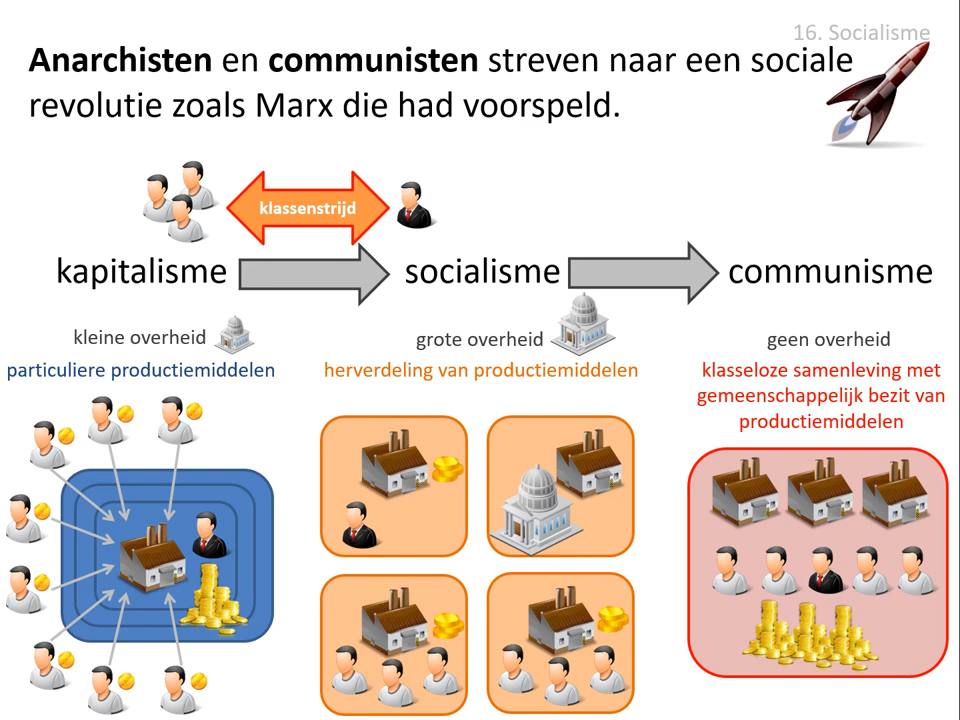 16. Socialisme
Anarchisten en communisten streven naar een sociale
revolutie zoals Marx die had voorspeld.
klassenstrijd
kapitalisme
socialisme
communisme
kleine overheid
particuliere productiemiddelen
grote overheid
herverdeling van productiemiddelen
geen overheid
klasseloze samenleving met
gemeenschappelijk bezit van
productiemiddelen